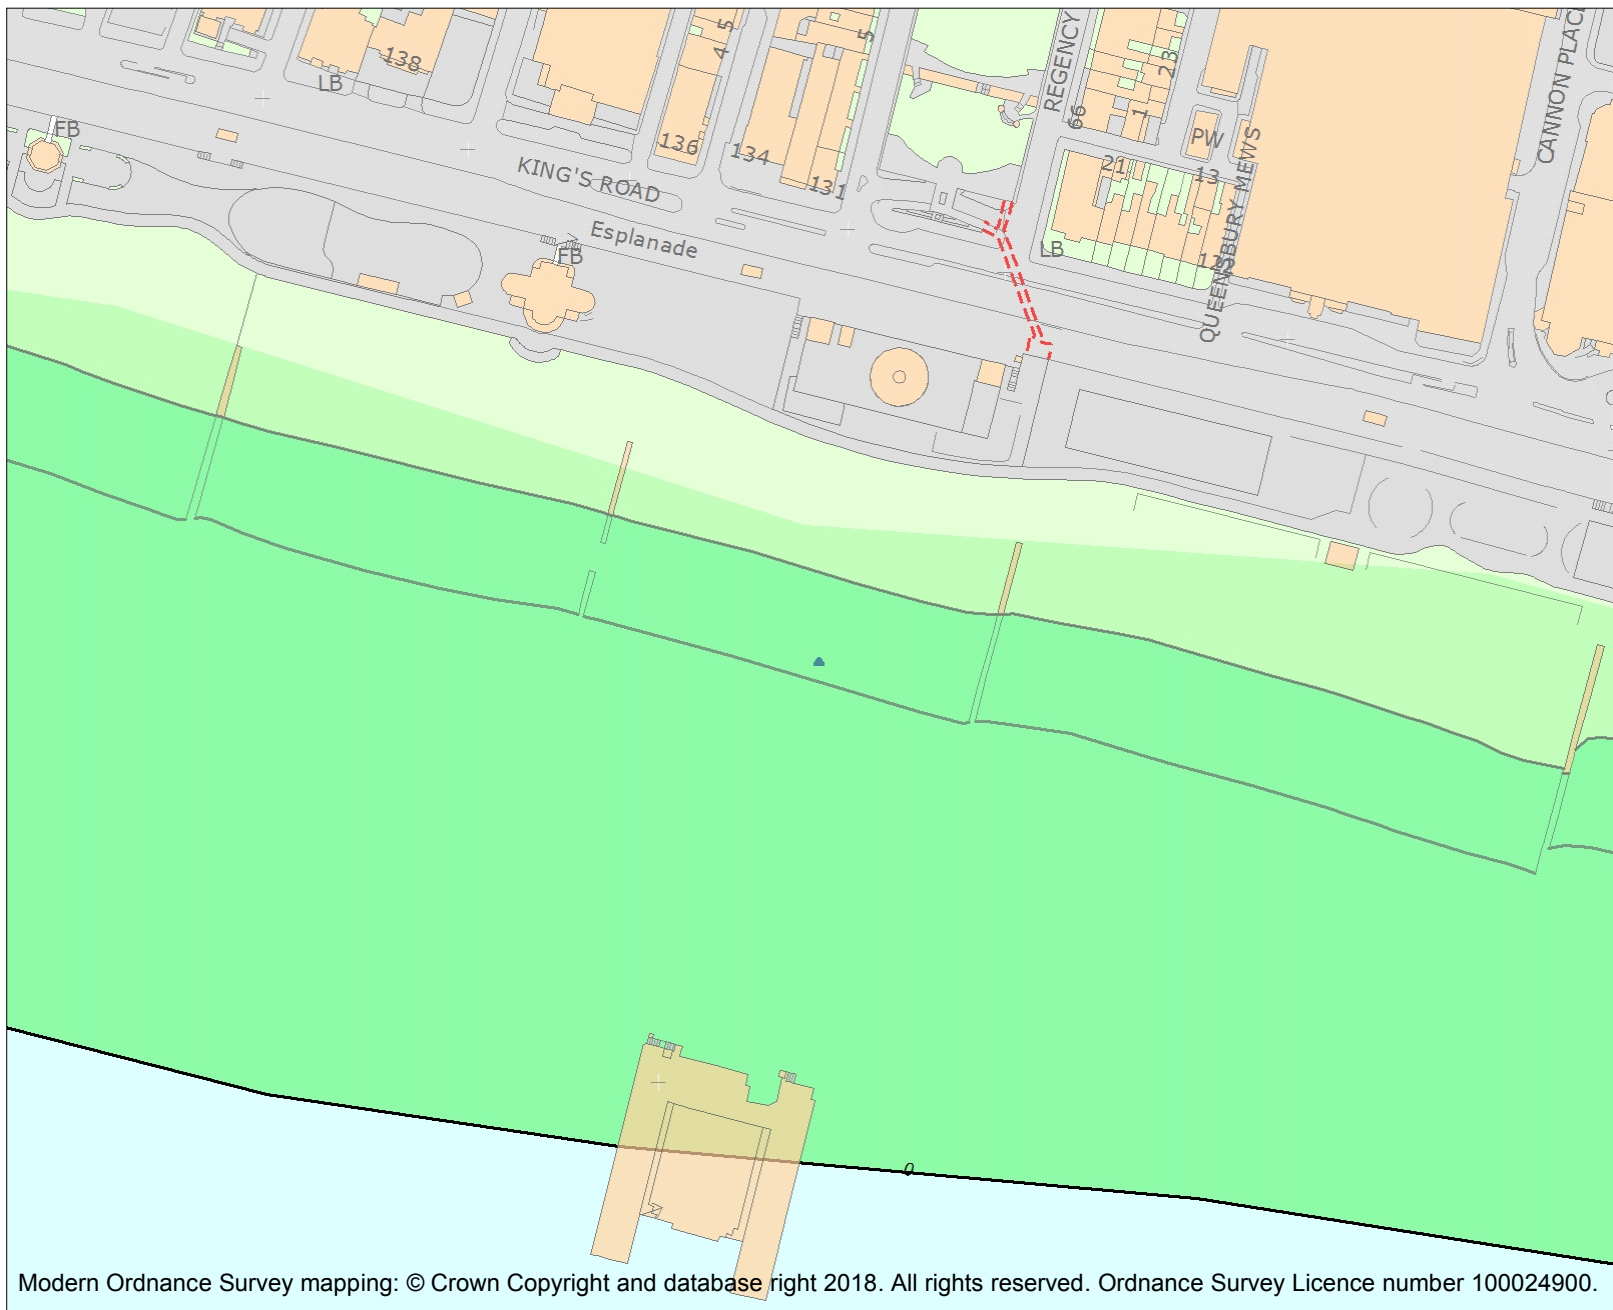 138
LB
4 5
5
REGENCY
66
2 3
1
PW
CANNON PLACE
FB
136
134
131
KING'S ROAD
21
13
QUEENSBURY MEWS
Esplanade
FB
LB
122
0
Modern Ordnance Survey mapping: © Crown Copyright and database right 2018. All rights reserved. Ordnance Survey Licence number 100024900.